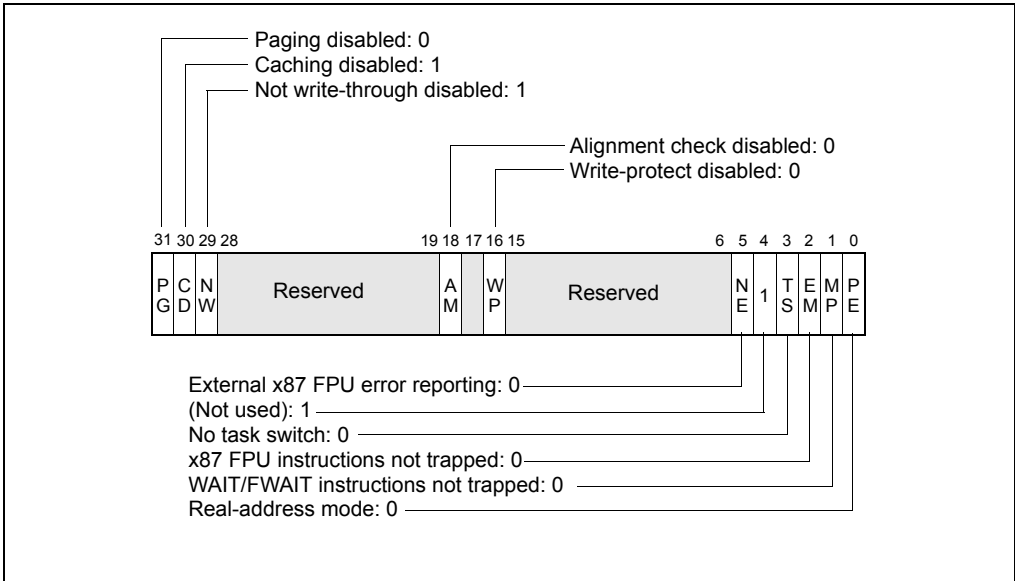 Paging disabled: 0
Caching disabled: 1
Not write-through disabled: 1
Alignment check disabled: 0
Write-protect disabled: 0
31 30 29 28 19 18 17 16 15 6 5 4 3 2 1 0
P C N A W N T E M P
G D W Reserved M P Reserved E 1 S M P E
External x87 FPU error reporting: 0
(Not used): 1
No task switch: 0
x87 FPU instructions not trapped: 0
WAIT/FWAIT instructions not trapped: 0
Real-address mode: 0